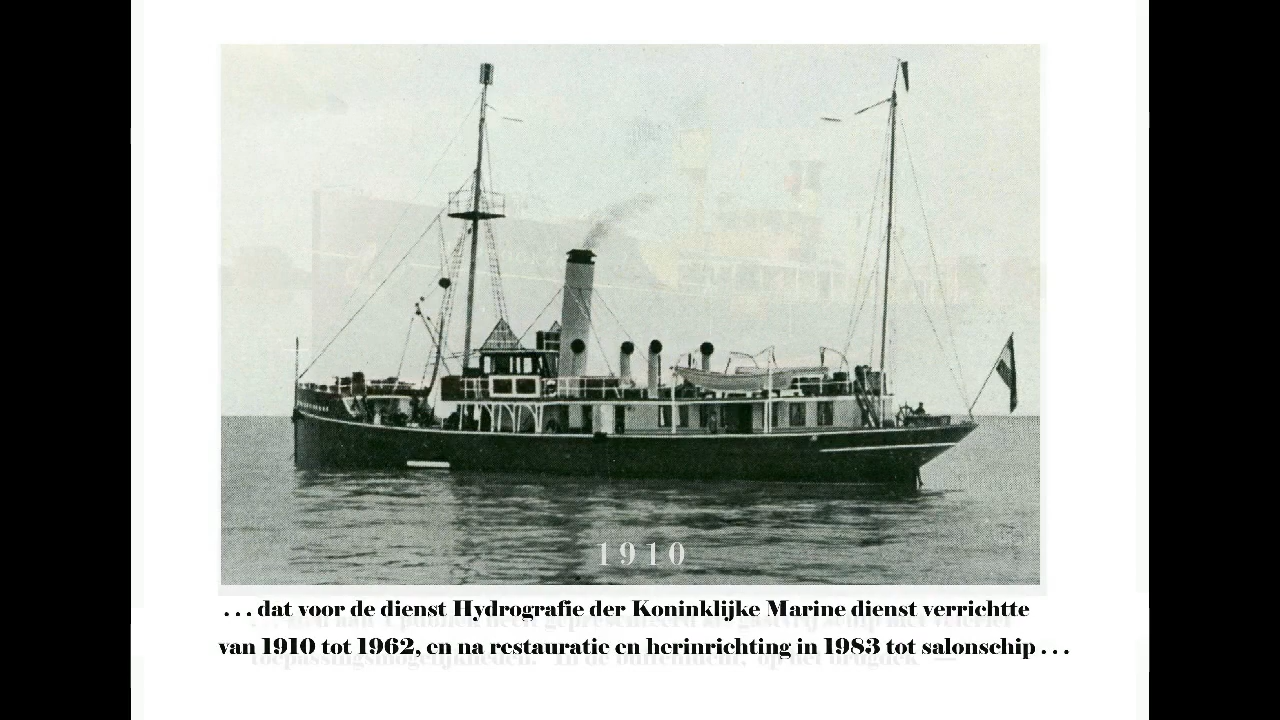 1910
. . . dat voor de dienst Hydrografie der Koninklijke Marine dienst verrichtte
van 1910 tot 1962, en na restauratie en herinrichting in 1983 tot salonschip . . .